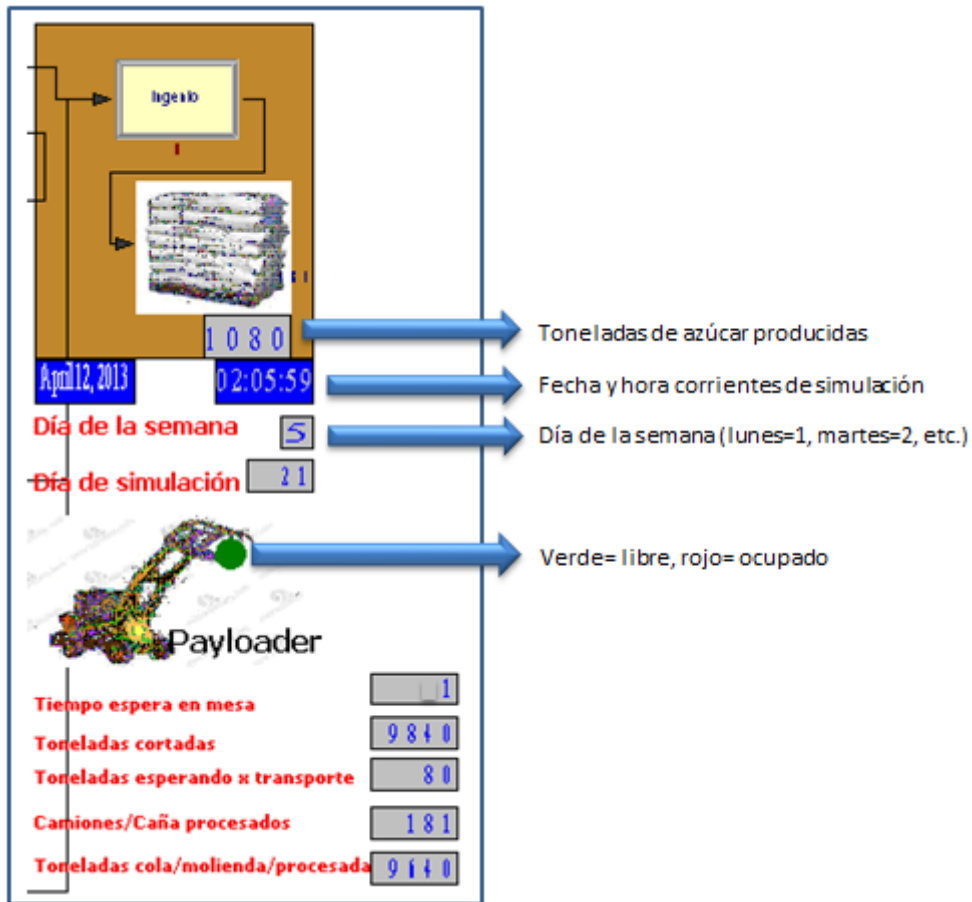 Ingenio
1080
Toneladas de azúcar producidas
April 12, 2013
02:05:59
Fecha y hora corrientes de simulación
Día de la semana
5
Día de la semana (lunes=1, martes=2, etc.)
Día de simulación
21
Verde= libre, rojo= ocupado
Payloader
Tiempo espera en mesa
1
Toneladas cortadas
9840
Toneladas esperando x transporte
80
Camiones/Caña procesados
181
Toneladas cola/molienda/procesada
9640